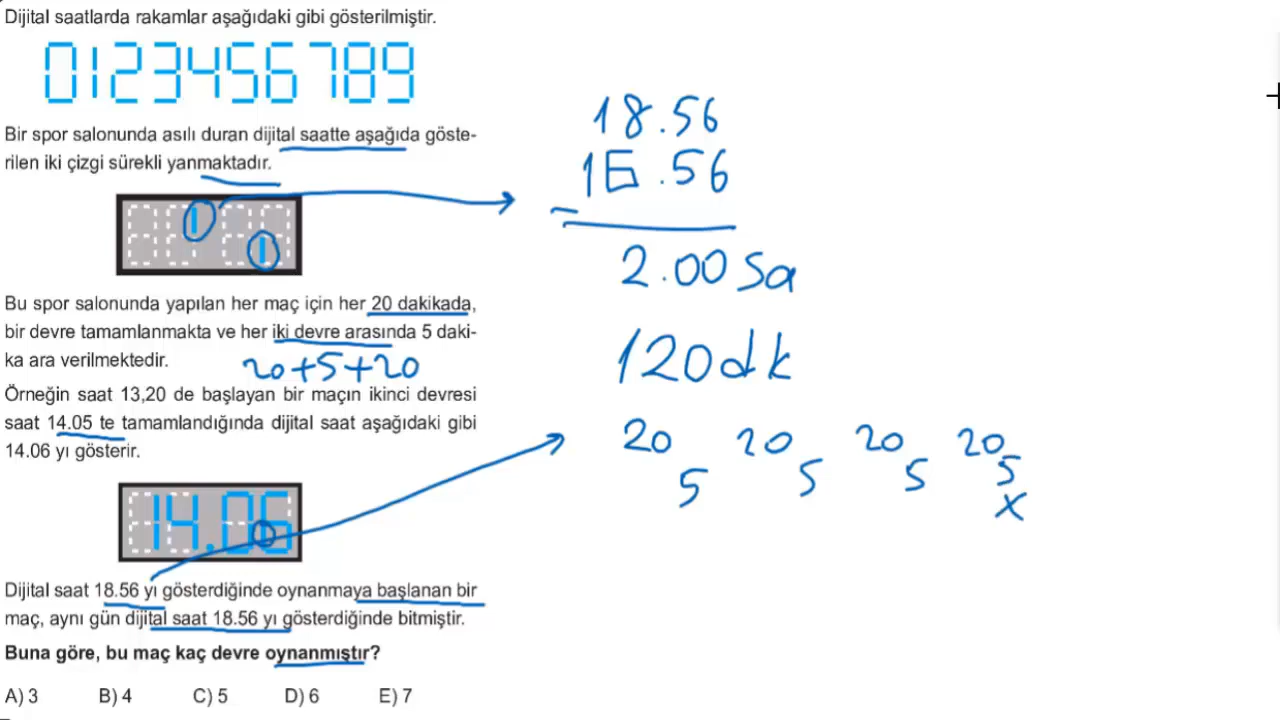 Dijital saatlarda rakamlar aşağıdaki gibi gösterilmiştir.
0123456789
Bir spor salonunda asılı duran dijital saatte aşağıda göste-
rilen iki çizgi sürekli yanmaktadır.
Bu spor salonunda yapılan her maç için her 20 dakikada,
bir devre tamamlanmakta ve her iki devre arasında 5 daki-
ka ara verilmektedir.
20+5+20
Örneğin saat 13,20 de başlayan bir maçın ikinci devresi
saat 14.05 te tamamlandığında dijital saat aşağıdaki gibi
14.06 yı gösterir.
14.06
Dijital saat 18.56 yı gösterdiğinde oynanmaya başlanan bir
maç, aynı gün dijital saat 18.56 yı gösterdiğinde bitmiştir.
Buna göre, bu maç kaç devre oynanmıştır?
A) 3 B) 4 C) 5 D) 6 E) 7
18.56
16.56
2.00 Sa
120dk
20 20 20 20
5 5 5 5
x